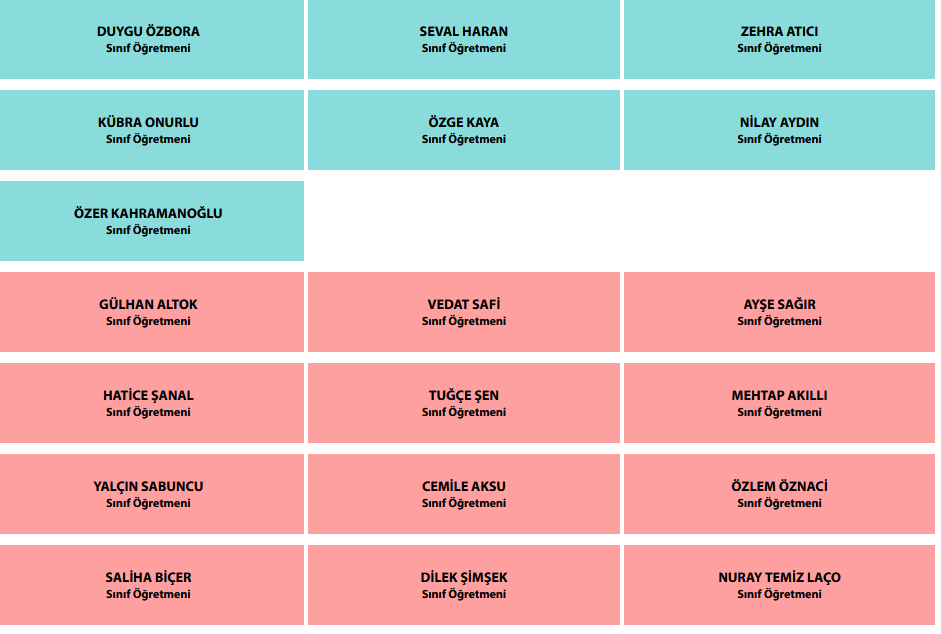 DUYGU ÖZBORA
Sınıf Öğretmeni
SEVAL HARAN
Sınıf Öğretmeni
ZEHRA ATICI
Sınıf Öğretmeni
KÜBRA ONURLU
Sınıf Öğretmeni
ÖZGE KAYA
Sınıf Öğretmeni
NİLAY AYDIN
Sınıf Öğretmeni
ÖZER KAHRAMANOĞLU
Sınıf Öğretmeni
GÜLHAN ALTOK
Sınıf Öğretmeni
VEDAT SAFİ
Sınıf Öğretmeni
AYŞE SAĞIR
Sınıf Öğretmeni
HATİCE ŞANAL
Sınıf Öğretmeni
TUĞÇE ŞEN
Sınıf Öğretmeni
MEHTAP AKILLI
Sınıf Öğretmeni
YALÇIN SABUNCU
Sınıf Öğretmeni
CEMİLE AKSU
Sınıf Öğretmeni
ÖZLEM ÖZNACİ
Sınıf Öğretmeni
SALİHA BİÇER
Sınıf Öğretmeni
DİLEK ŞİMŞEK
Sınıf Öğretmeni
NURAY TEMİZ LAÇO
Sınıf Öğretmeni